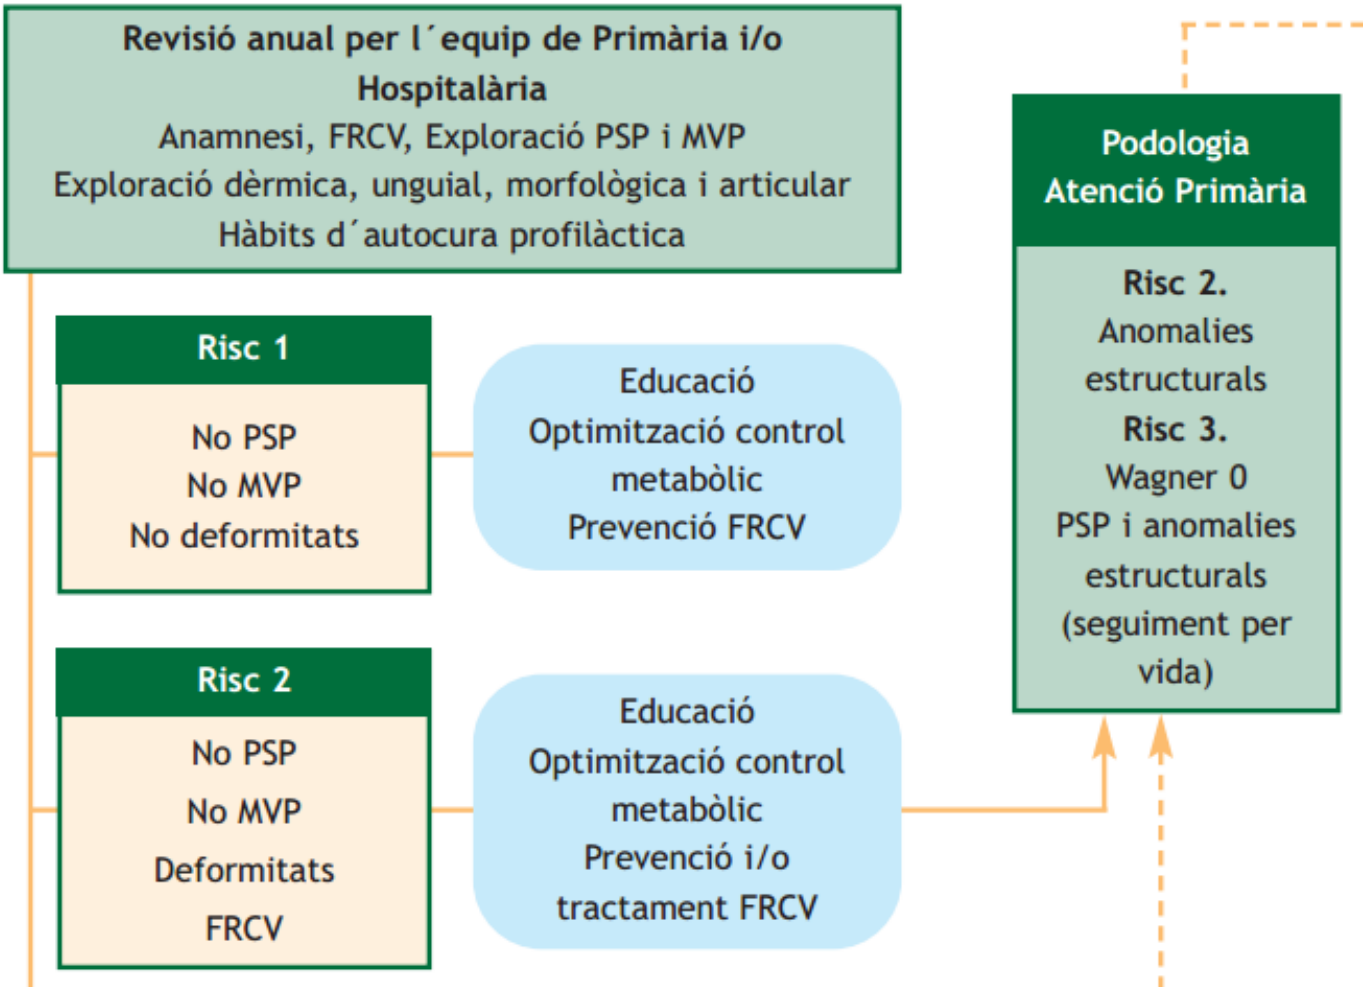 Revisió anual per l´equip de Primària i/o
Hospitalària
Anamnesi, FRCV, Exploració PSP i MVP
Exploració dèrmica, unguial, morfològica i articular
Hàbits d´autocura profilàctica
Risc 1
No PSP
No MVP
No deformitats
Educació
Optimització control
metabòlic
Prevenció FRCV
Risc 2
No PSP
No MVP
Deformitats
FRCV
Educació
Optimització control
metabòlic
Prevenció i/o
tractament FRCV
Podologia
Atenció Primària
Risc 2.
Anomalies
estructurals
Risc 3.
Wagner 0
PSP i anomalies
estructurals
(seguiment per
vida)